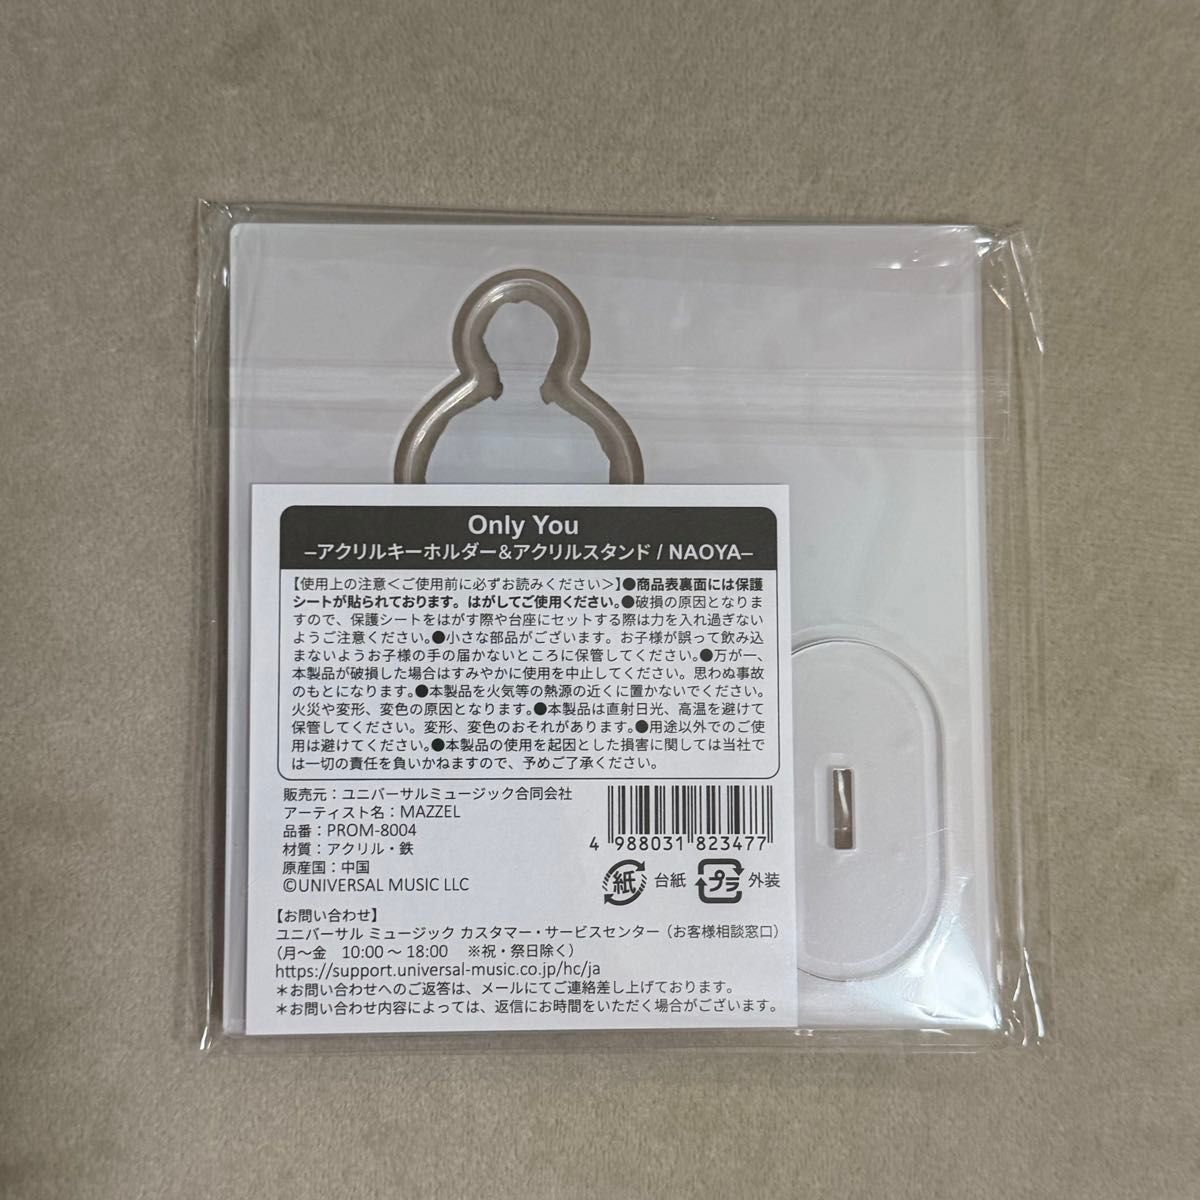 Only You
–アクリルキーホルダー&アクリルスタンド / NAOYA–
【使用上の注意＜ご使用前に必ずお読みください＞】●商品表裏面には保護
シートが貼られております。はがしてご使用ください。●破損の原因となりま
すので、保護シートをはがす際や台座にセットする際は力を入れ過ぎない
ようご注意ください。●小さな部品がございます。お子様が誤って飲み込
まないようお子様の手の届かないところに保管してください。●万が一、
本製品が破損した場合はすみやかに使用を中止してください。思わぬ事故
のもとになります。●本製品を火気等の熱源の近くに置かないでください。
火災や変形、変色の原因となります。●本製品は直射日光、高温を避けて
保管してください。変形、変色のおそれがあります。●用途以外でのご使
用は避けてください。●本製品の使用を起因とした損害に関しては当社で
は一切の責任を負いかねますので、予めご了承ください。
販売元：ユニバーサルミュージック合同会社
アーティスト名：MAZZEL
品番：PROM-8004
材質：アクリル・鉄
原産国：中国
©UNIVERSAL MUSIC LLC
4 988031 823477
紙 台紙 プラ 外装
【お問い合わせ】
ユニバーサル ミュージック カスタマー・サービスセンター（お客様相談窓口）
（月～金　10:00 ～ 18:00　※祝・祭日除く）
https://support.universal-music.co.jp/hc/ja
＊お問い合わせへのご返答は、メールにてご連絡差し上げております。
＊お問い合わせ内容によっては、返信にお時間をいただく場合がございます。